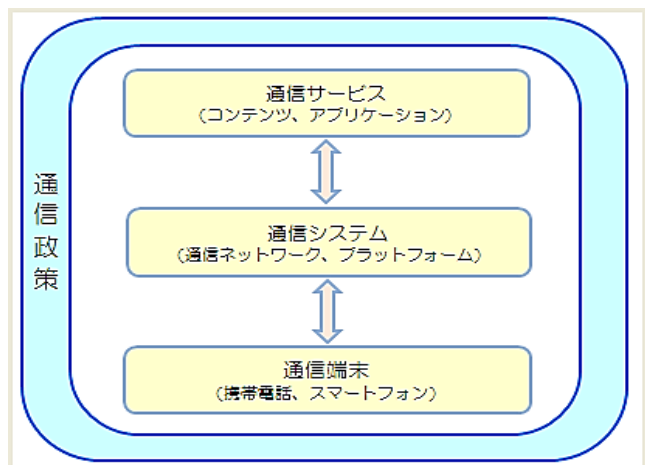 通信サービス
（コンテンツ、アプリケーション）
通信政策
通信システム
（通信ネットワーク、プラットフォーム）
通信端末
（携帯電話、スマートフォン）